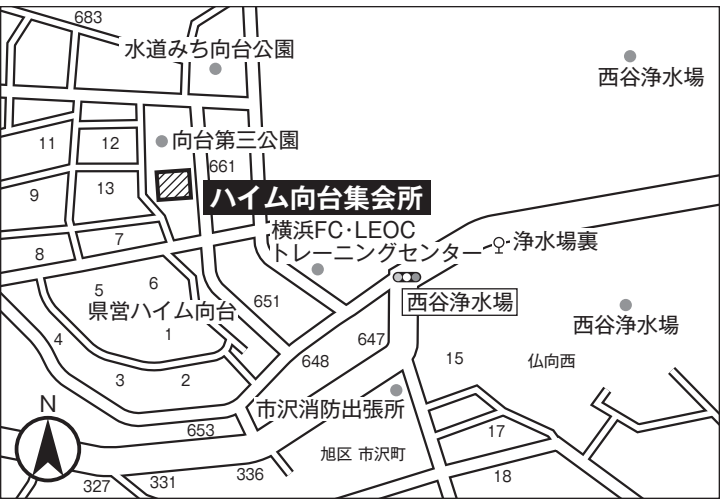 683
水道みち向台公園
西谷浄水場
11
12
向台第三公園
661
9
13
ハイム向台集会所
横浜FC·LEOC
トレーニングセンター
浄水場裏
8
7
5
6
県営ハイム向台
651
西谷浄水場
西谷浄水場
4
1
647
648
15
仏向西
3
2
市沢消防出張所
N
653
17
旭区 市沢町
327
331
336
18